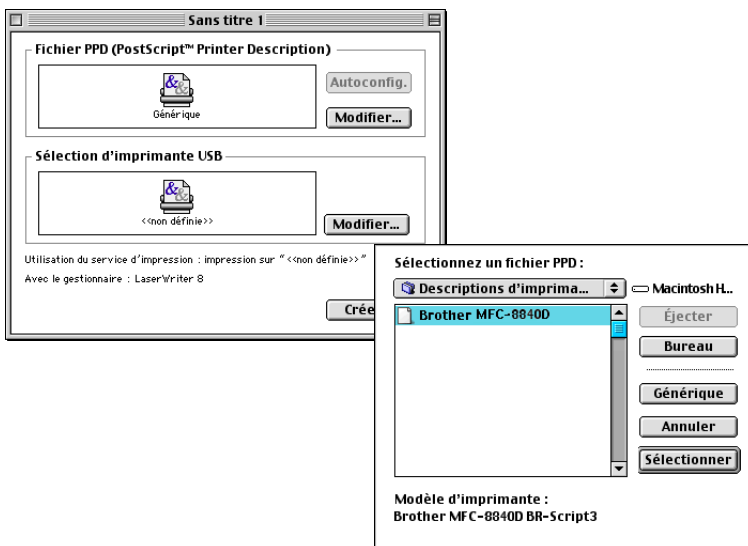 Sans titre 1
Fichier PPD (PostScript™ Printer Description)
Autoconfig.
Générique
Modifier...
Sélection d'imprimante USB
<<non définie>>
Modifier...
Utilisation du service d'impression : impression sur "<<non définie>>"
Avec le gestionnaire : LaserWriter 8
Crée
Sélectionnez un fichier PPD :
Descriptions d'imprima...
Macintosh H...
Brother MFC-8840D
Éjecter
Bureau
Générique
Annuler
Sélectionner
Modèle d'imprimante :
Brother MFC-8840D BR-Script3